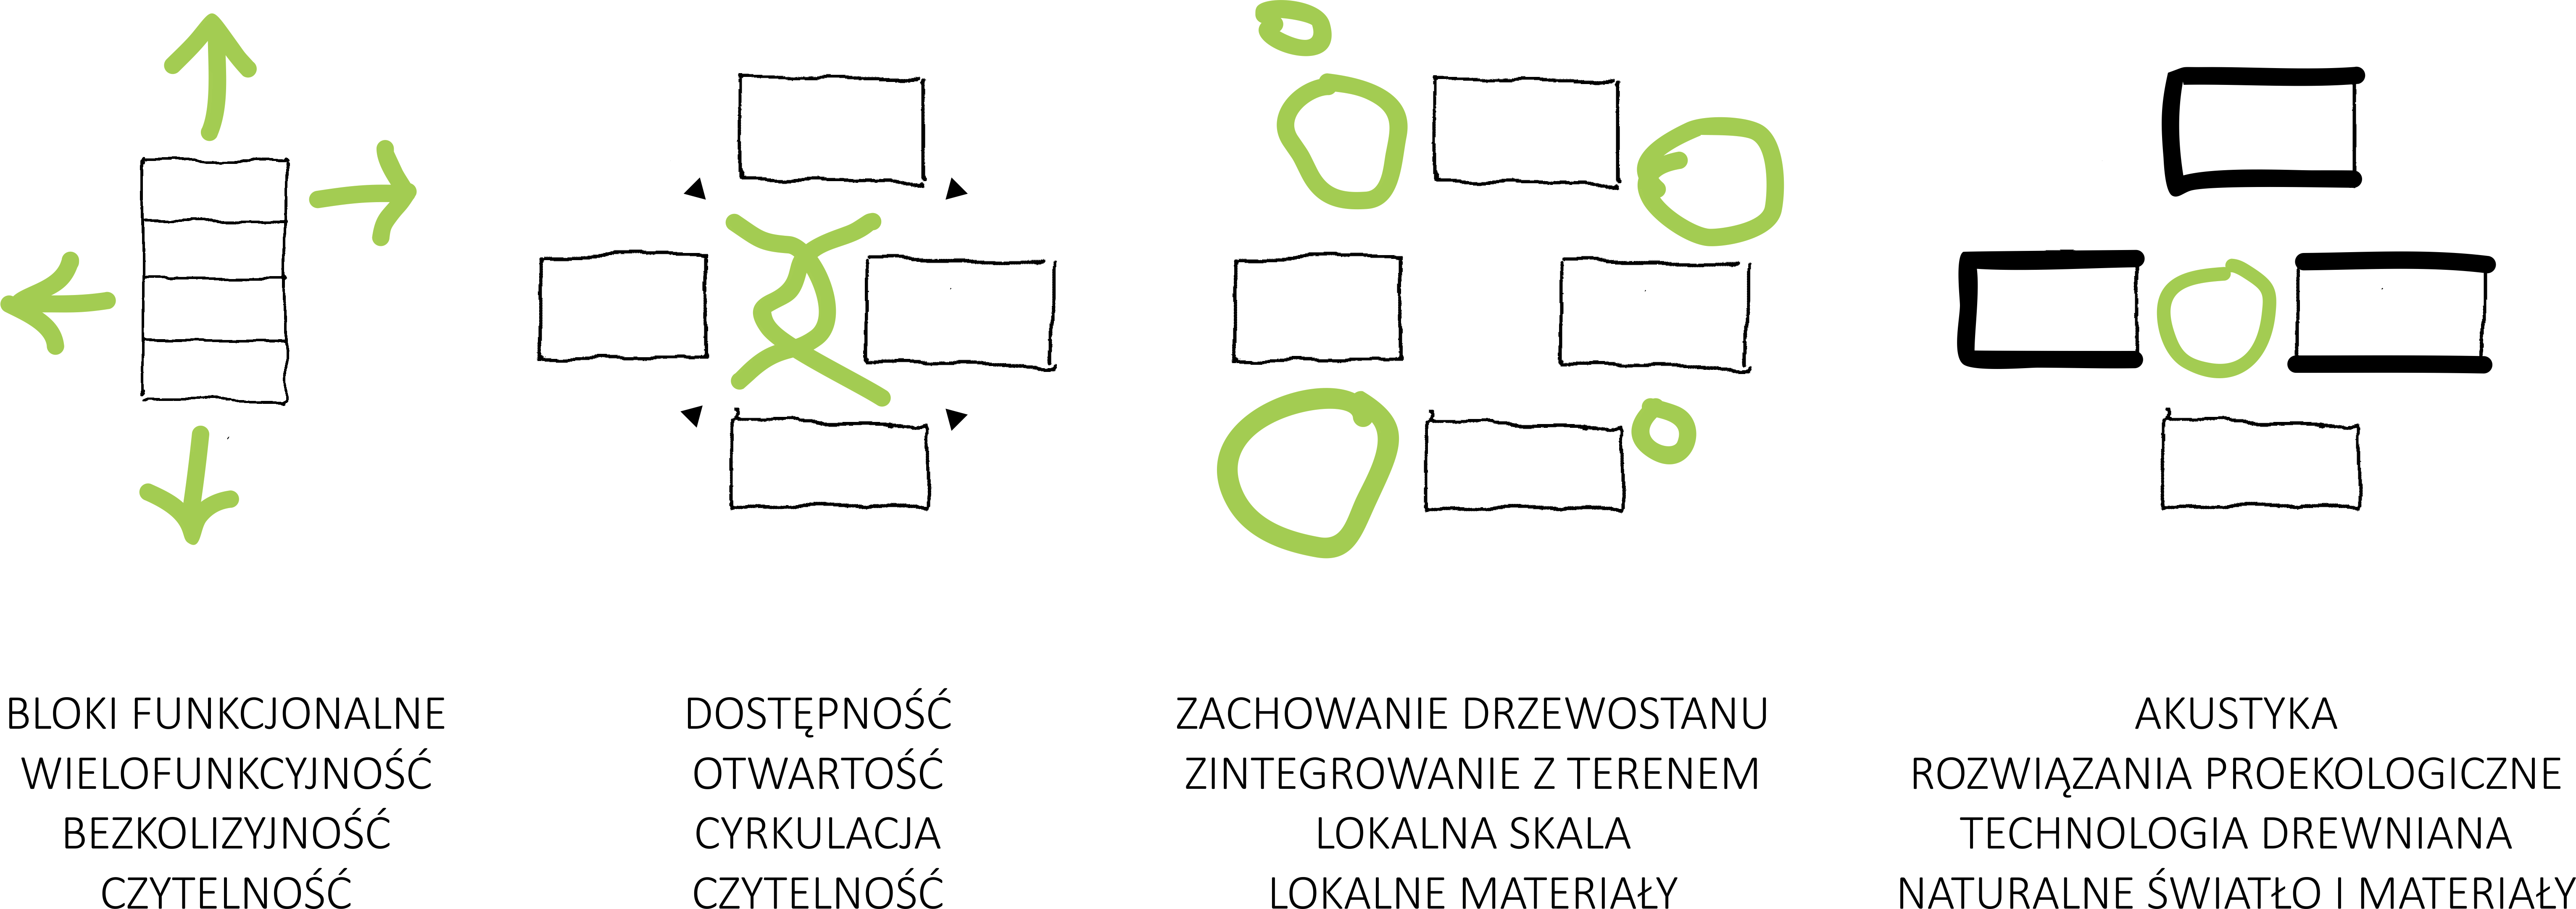 BLOKI FUNKCJONALNE
WIELOFUNKCYJNOŚĆ
BEZKOLIZYJNOŚĆ
CZYTELNOŚĆ
DOSTĘPNOŚĆ
OTWARTOŚĆ
CYRKULACJA
CZYTELNOŚĆ
ZACHOWANIE DRZEWOSTANU
ZINTEGROWANIE Z TERENEM
LOKALNA SKALA
LOKALNE MATERIAŁY
AKUSTYKA
ROZWIĄZANIA PROEKOLOGICZNE
TECHNOLOGIA DREWNIANA
NATURALNE ŚWIATŁO I MATERIAŁY